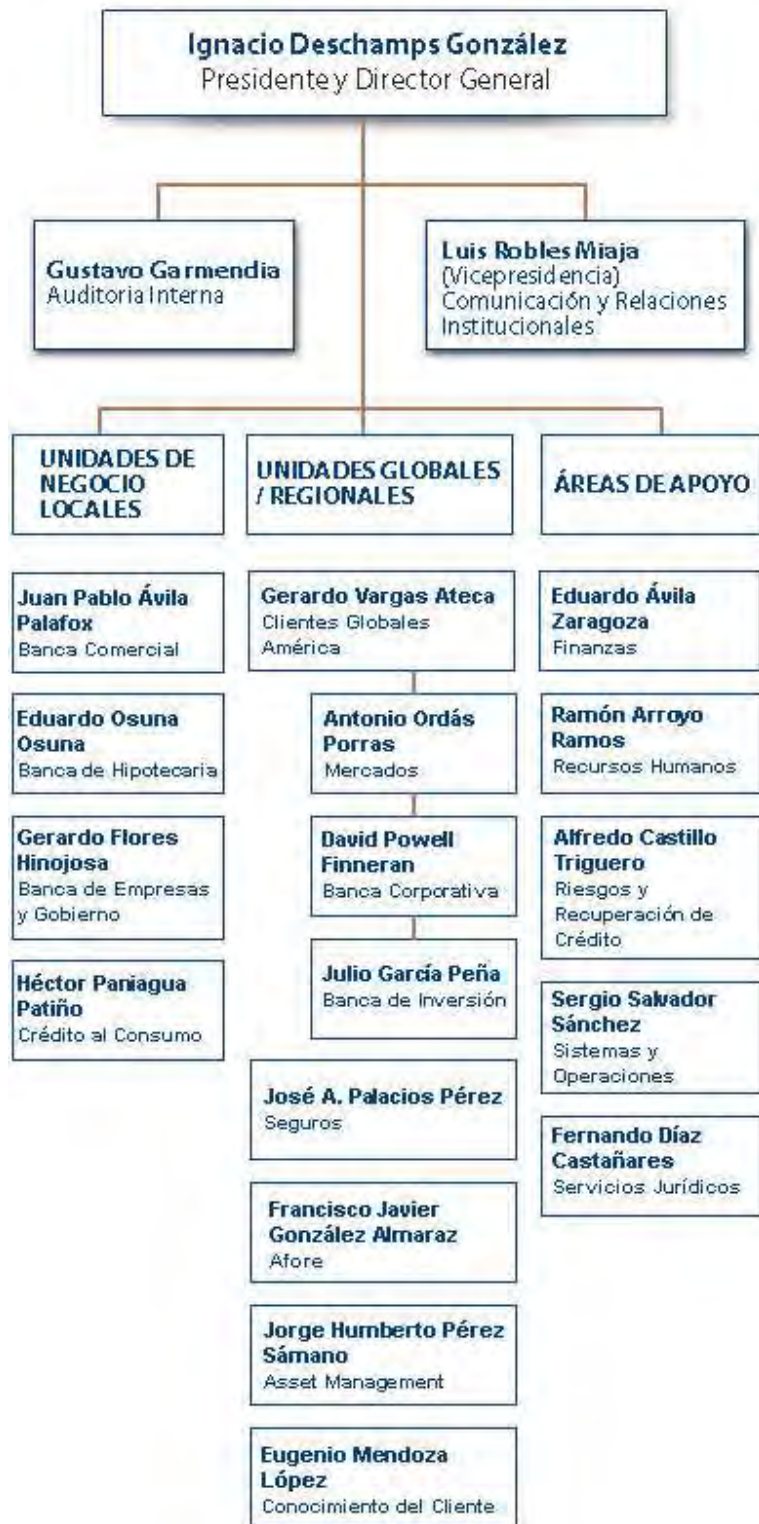 Ignacio Deschamps González
Presidente y Director General
Gustavo Garmendia
Auditoria Interna
Luis Robles Miaja
(Vicepresidencia)
Comunicación y Relaciones
Institucionales
UNIDADES DE
NEGOCIO
LOCALES
Juan Pablo Ávila
Palafox
Banca Comercial
Eduardo Osuna
Osuna
Banca de Hipotecaria
Gerardo Flores
Hinojosa
Banca de Empresas
y Gobierno
Héctor Paniagua
Patiño
Crédito al Consumo
UNIDADES GLOBALES
/ REGIONALES
Gerardo Vargas Ateca
Clientes Globales
América
Antonio Ordás
Porras
Mercados
David Powell
Finneran
Banca Corporativa
Julio García Peña
Banca de Inversión
José A. Palacios Pérez
Seguros
Francisco Javier
González Almaraz
Afore
Jorge Humberto Pérez
Sámano
Asset Management
Eugenio Mendoza
López
Conocimiento del Cliente
ÁREAS DE APOYO
Eduardo Ávila
Zaragoza
Finanzas
Ramón Arroyo
Ramos
Recursos Humanos
Alfredo Castillo
Triguero
Riesgos y
Recuperación de
Crédito
Sergio Salvador
Sánchez
Sistemas y
Operaciones
Fernando Díaz
Castañares
Servicios Jurídicos